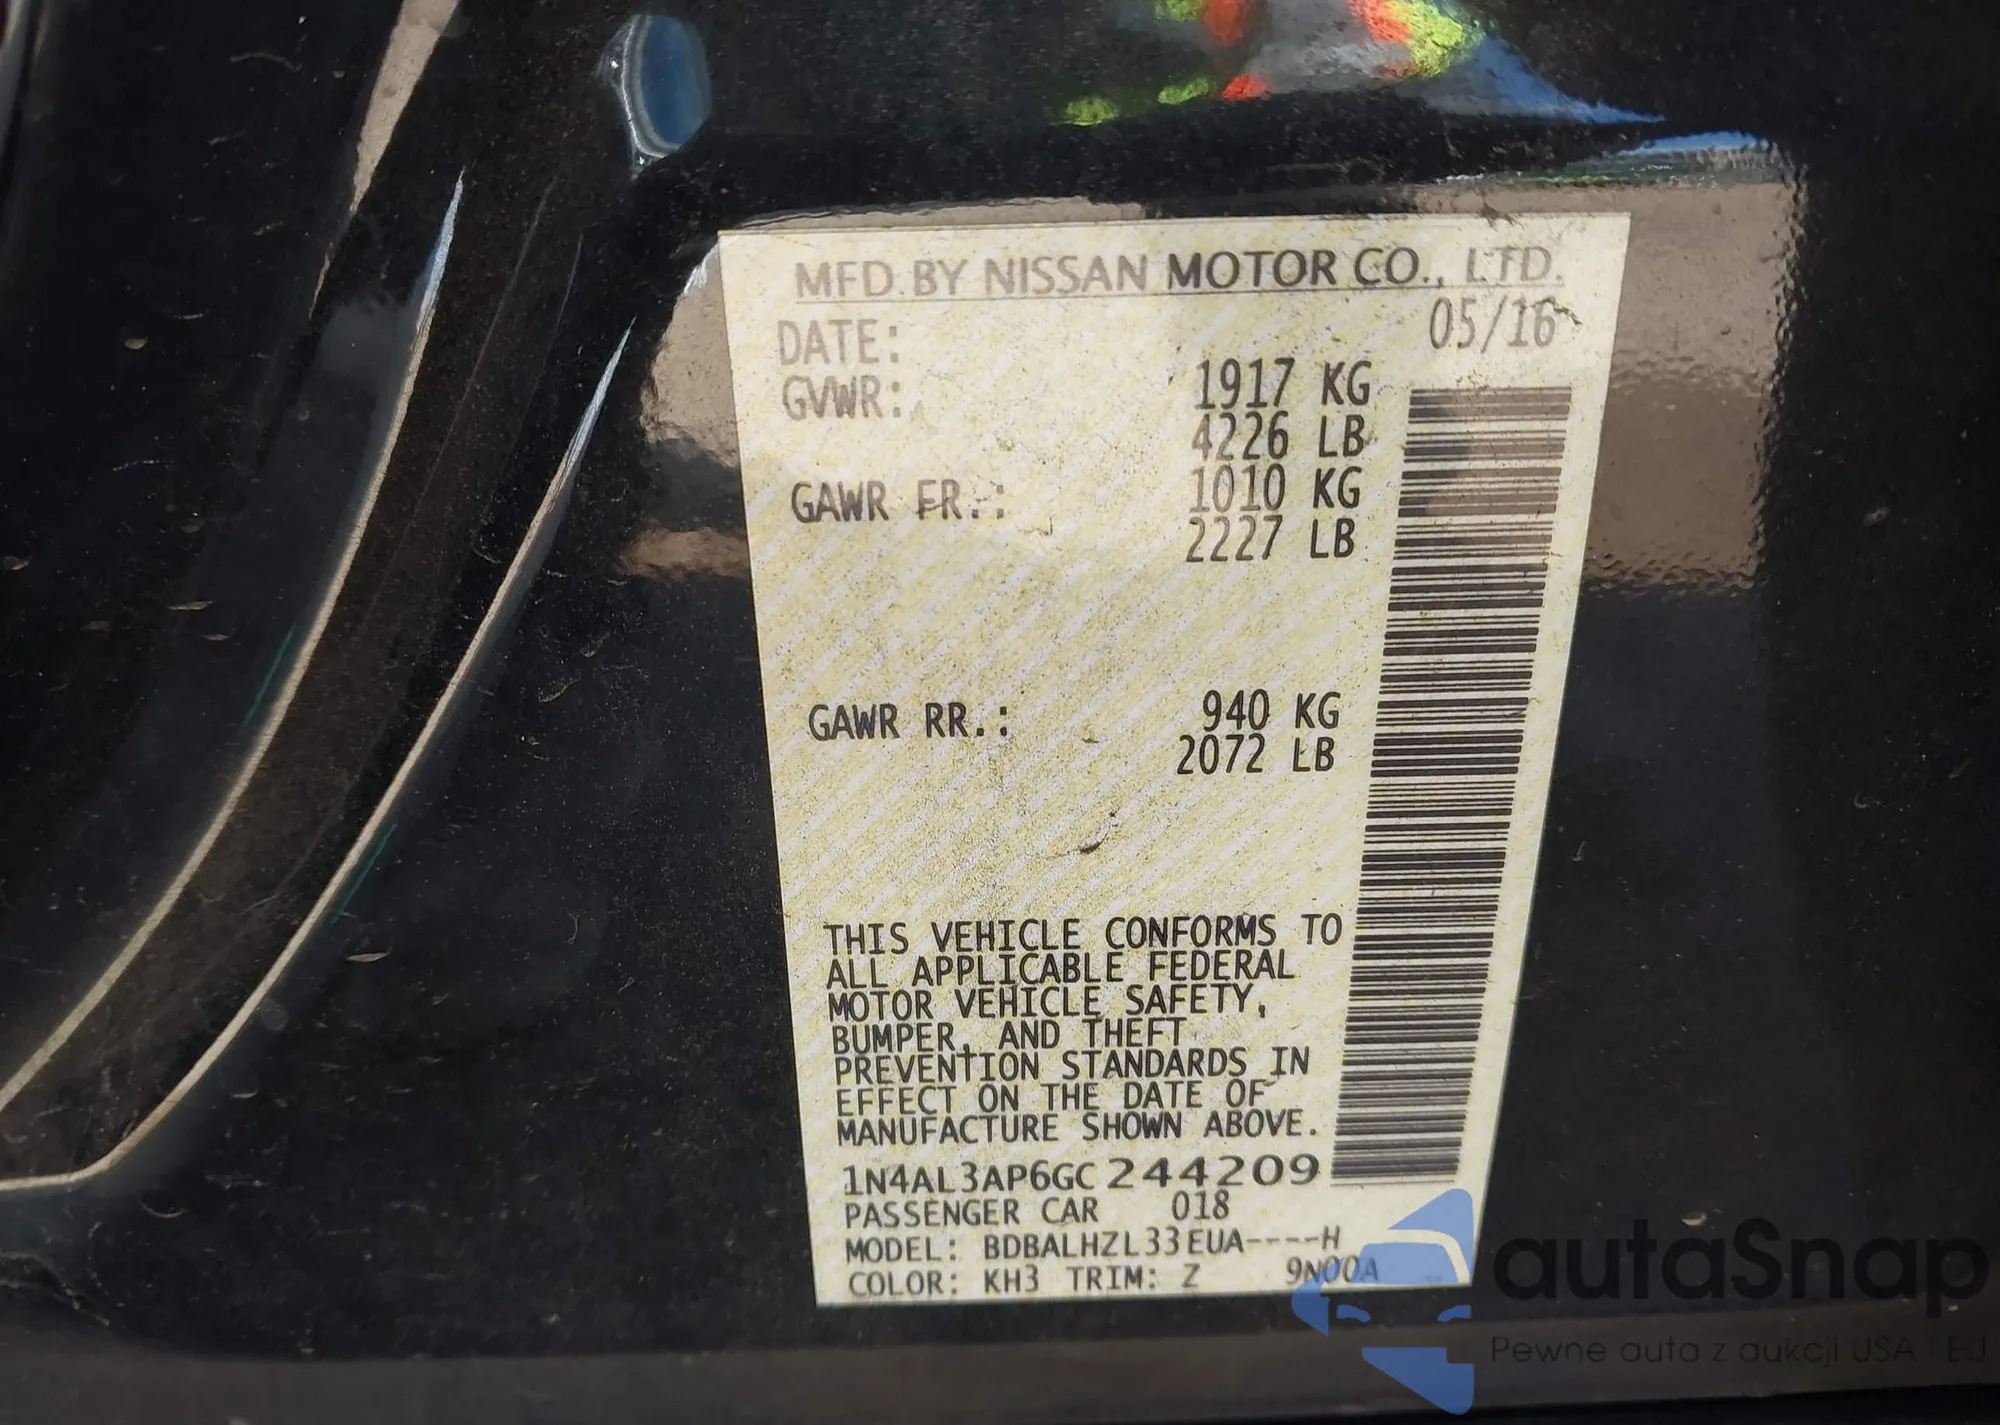 MFD. BY NISSAN MOTOR CO., LTD.
DATE: 05/16
GVWR: 1917 KG
4226 LB
GAWR FR.: 1010 KG
2227 LB
GAWR RR.: 940 KG
2072 LB
THIS VEHICLE CONFORMS TO
ALL APPLICABLE FEDERAL
MOTOR VEHICLE SAFETY,
BUMPER, AND THEFT
PREVENTION STANDARDS IN
EFFECT ON THE DATE OF
MANUFACTURE SHOWN ABOVE.
1N4AL3AP6GC244209
PASSENGER CAR 018
MODEL: BDBALHZL33EUA----H
COLOR: KH3 TRIM: Z 9N00A
autaSnap
Pewne auta z aukcji USA i EU